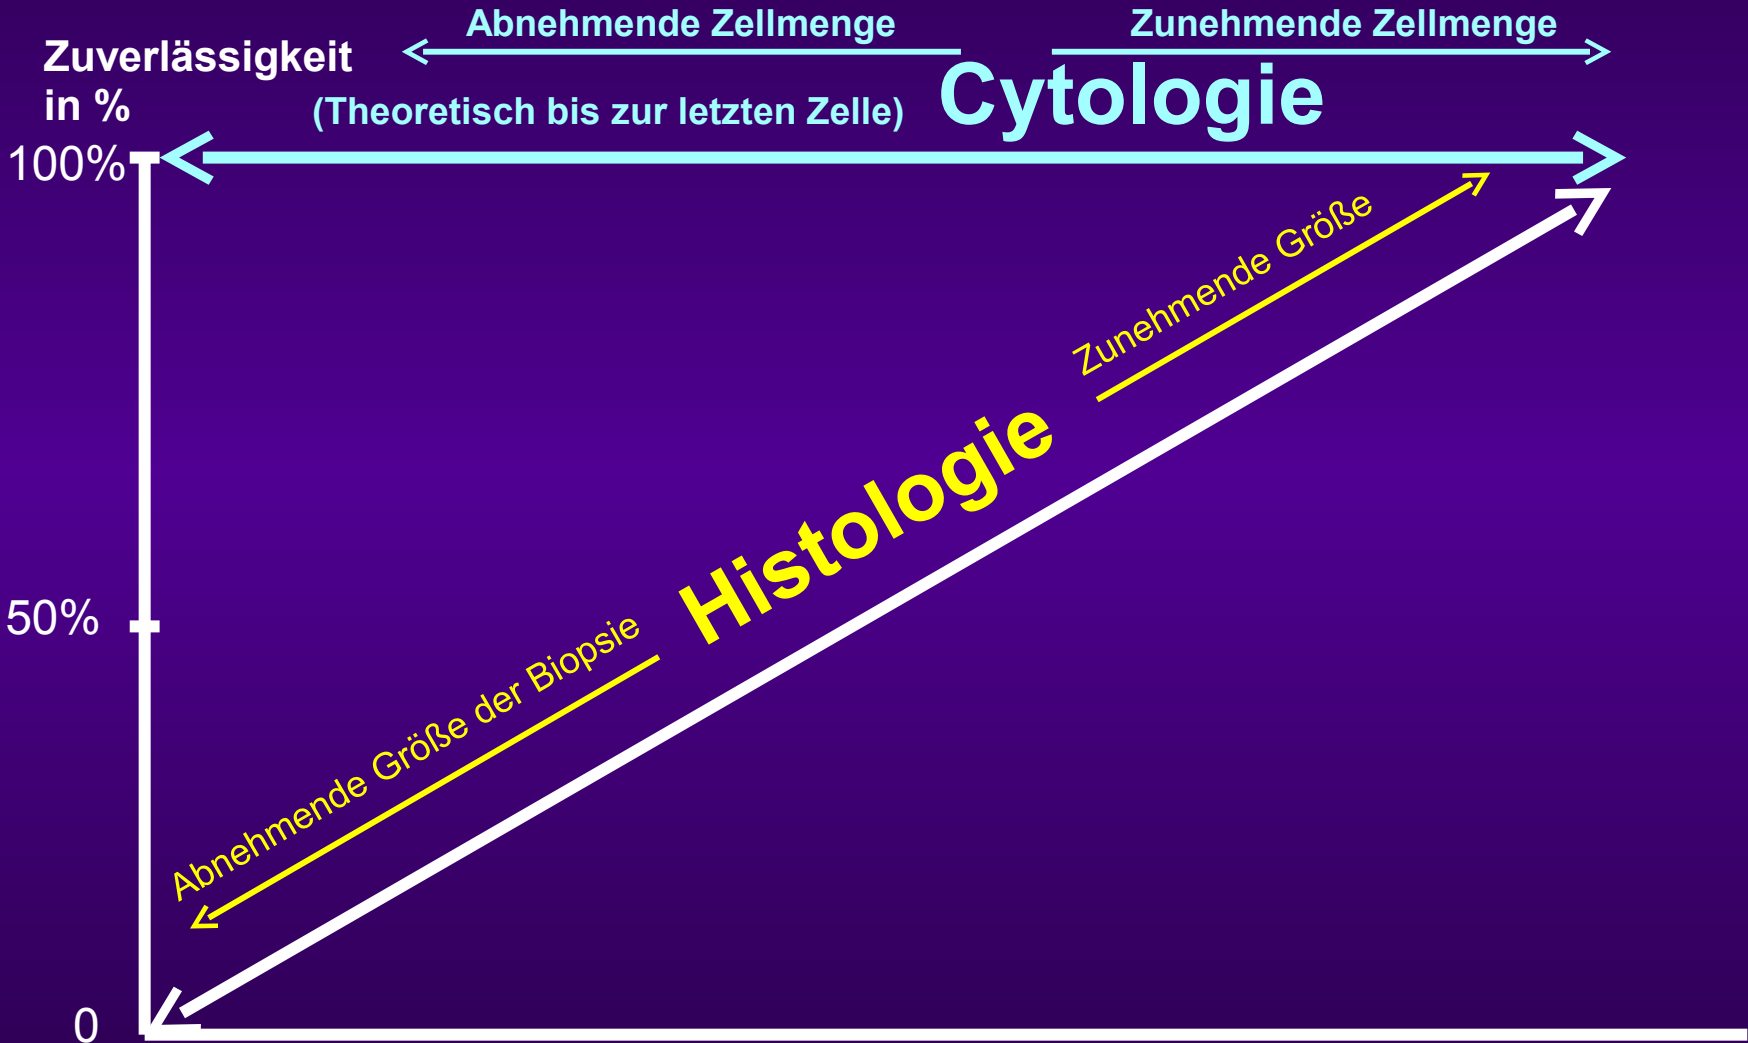 Abnehmende Zellmenge
Zunehmende Zellmenge
Zuverlässigkeit
in %
(Theoretisch bis zur letzten Zelle)
Cytologie
100%
Zunehmende Größe
Histologie
50%
Abnehmende Größe der Biopsie
0